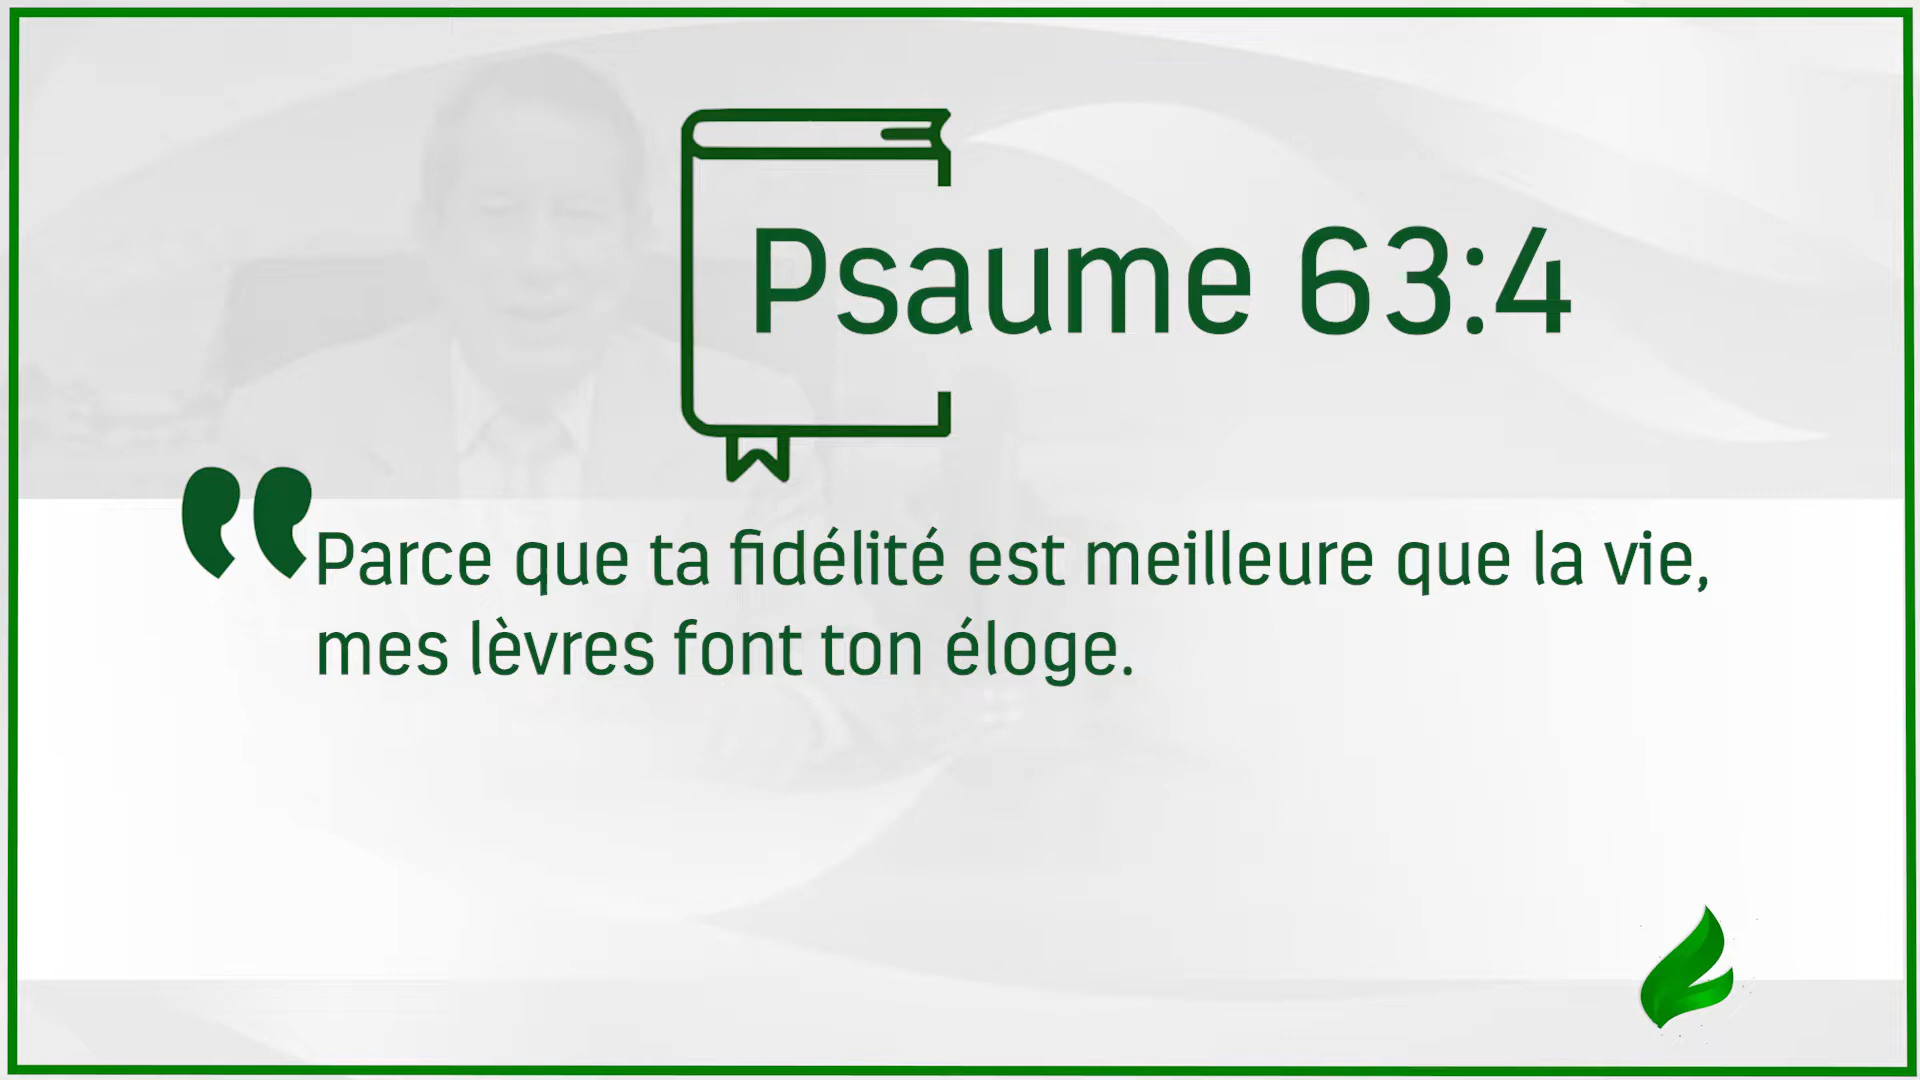 Psaume 63:4
“Parce que ta fidélité est meilleure que la vie,
mes lèvres font ton éloge.